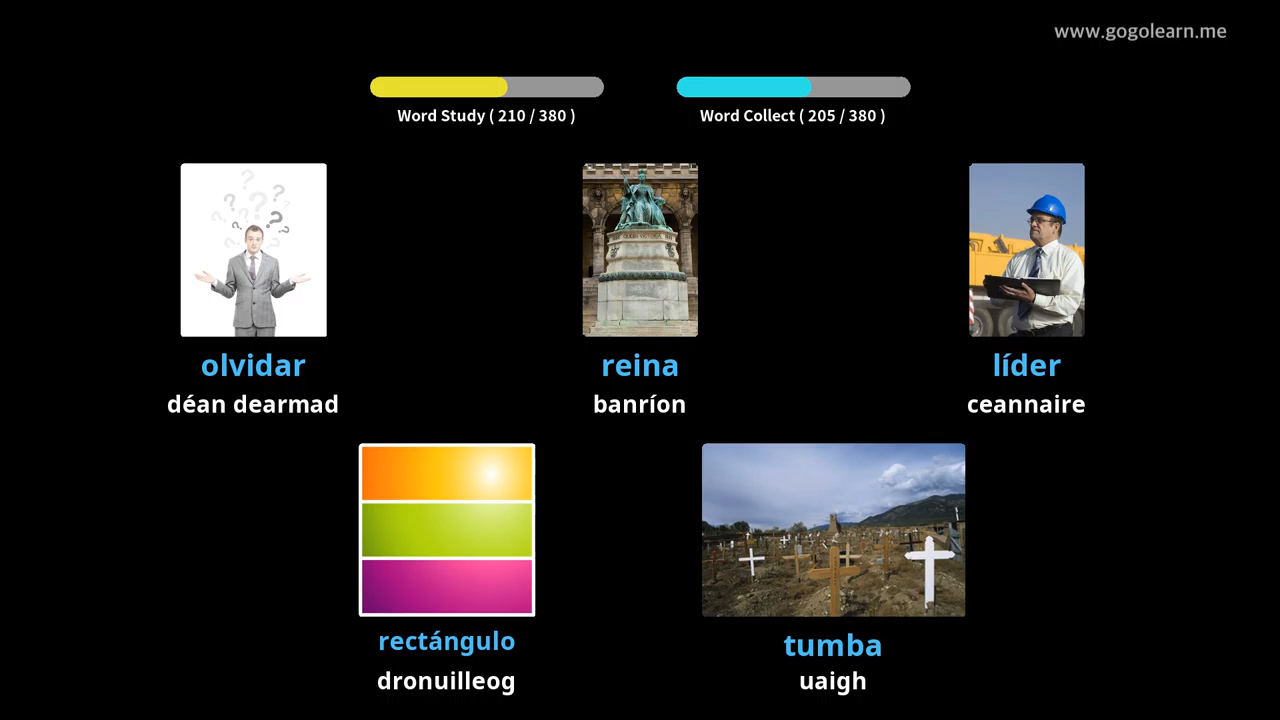 www.gogolearn.me
Word Study ( 210 / 380 )
Word Collect ( 205 / 380 )
olvidar
déan dearmad
reina
banríon
líder
ceannaire
rectángulo
dronuilleog
tumba
uaigh